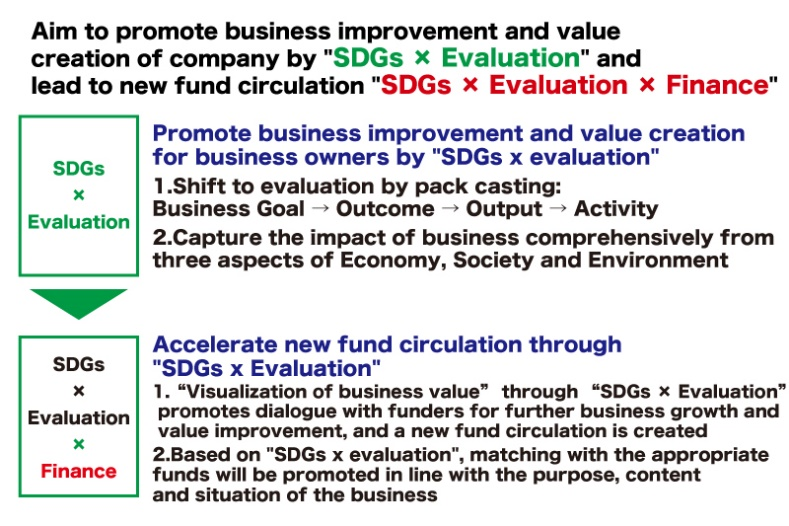 Aim to promote business improvement and value
creation of company by "SDGs × Evaluation" and
lead to new fund circulation "SDGs × Evaluation × Finance"
SDGs
×
Evaluation
Promote business improvement and value creation
for business owners by "SDGs x evaluation"
1.Shift to evaluation by pack casting:
Business Goal → Outcome → Output → Activity
2.Capture the impact of business comprehensively from
three aspects of Economy, Society and Environment
SDGs
×
Evaluation
×
Finance
Accelerate new fund circulation through
"SDGs x Evaluation"
1. “Visualization of business value” through “SDGs × Evaluation”
promotes dialogue with funders for further business growth and
value improvement, and a new fund circulation is created
2.Based on "SDGs x evaluation", matching with the appropriate
funds will be promoted in line with the purpose, content
and situation of the business